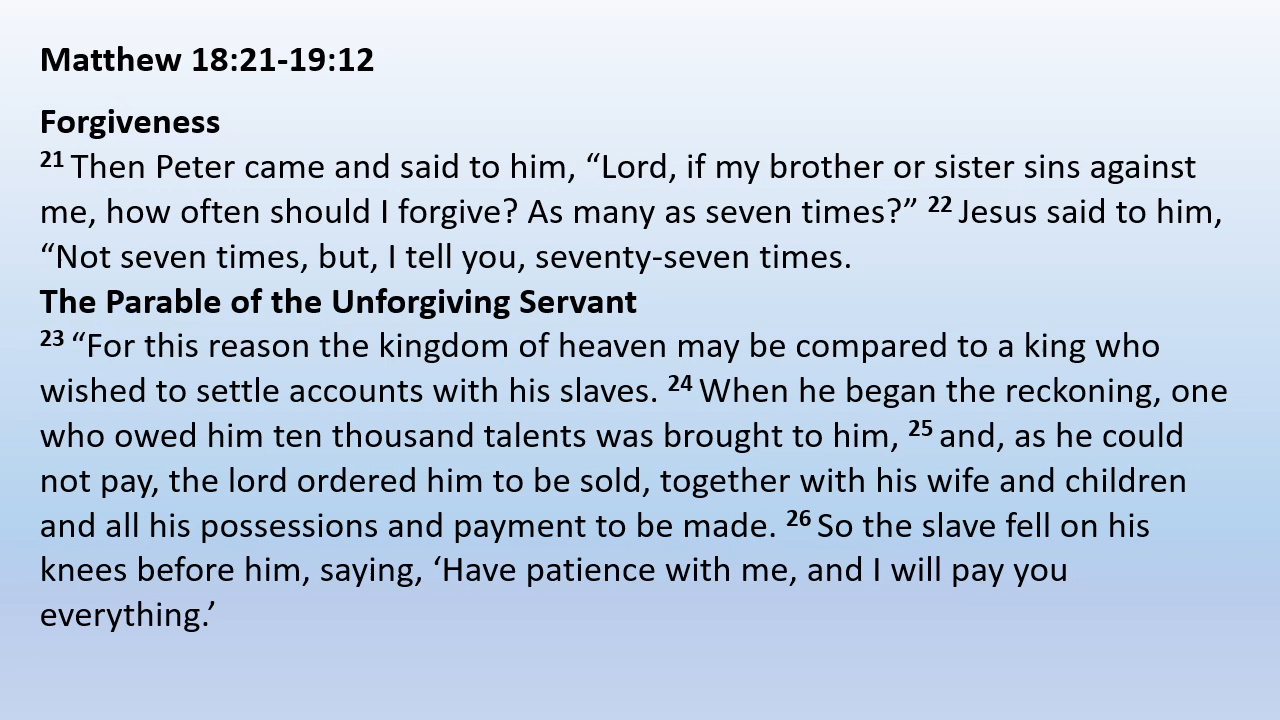 Matthew 18:21-19:12
Forgiveness
21 Then Peter came and said to him, “Lord, if my brother or sister sins against
me, how often should I forgive? As many as seven times?” 22 Jesus said to him,
“Not seven times, but, I tell you, seventy-seven times.
The Parable of the Unforgiving Servant
23 “For this reason the kingdom of heaven may be compared to a king who
wished to settle accounts with his slaves. 24 When he began the reckoning, one
who owed him ten thousand talents was brought to him, 25 and, as he could
not pay, the lord ordered him to be sold, together with his wife and children
and all his possessions and payment to be made. 26 So the slave fell on his
knees before him, saying, ‘Have patience with me, and I will pay you
everything.’